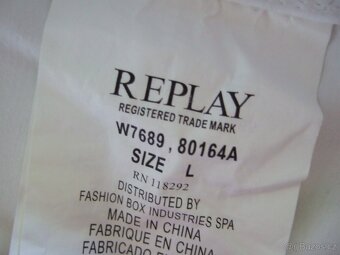 REPLAY
REGISTERED TRADE MARK
W7689 , 80164A
SIZE L
RN 118292
DISTRIBUTED BY
FASHION BOX INDUSTRIES SPA
MADE IN CHINA
FABRIQUE EN CHINA
FABRICADO EN